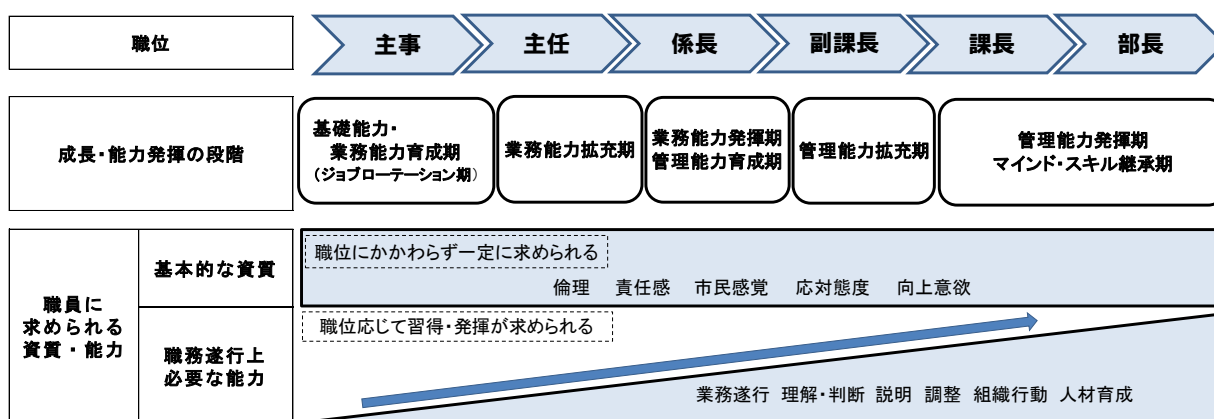 職位
主事
主任
係長
副課長
課長
部長
成長・能力発揮の段階
基礎能力・
業務能力育成期
（ジョブローテーション期）
業務能力拡充期
業務能力発揮期
管理能力育成期
管理能力拡充期
管理能力発揮期
マインド・スキル継承期
職員に
求められる
資質・能力
基本的な資質
職位にかかわらず一定に求められる
倫理 責任感 市民感覚 応対態度 向上意欲
職務遂行上
必要な能力
職位応じて習得・発揮が求められる
業務遂行 理解・判断 説明 調整 組織行動 人材育成